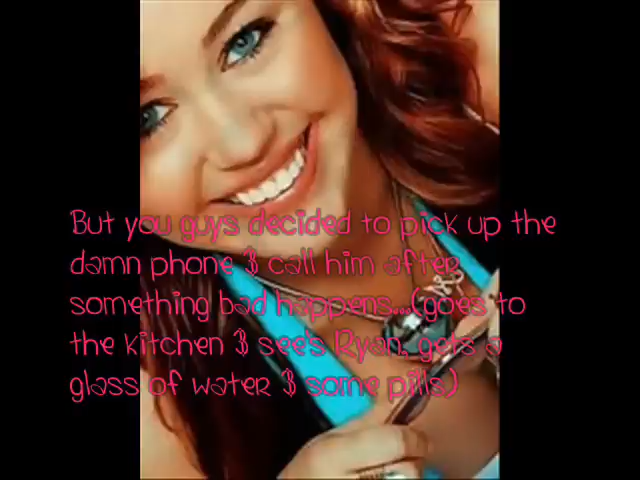 But you guys decided to pick up the
damn phone & call him after
something bad happens...(goes to
the kitchen & see's Ryan, gets a
glass of water & some pills)